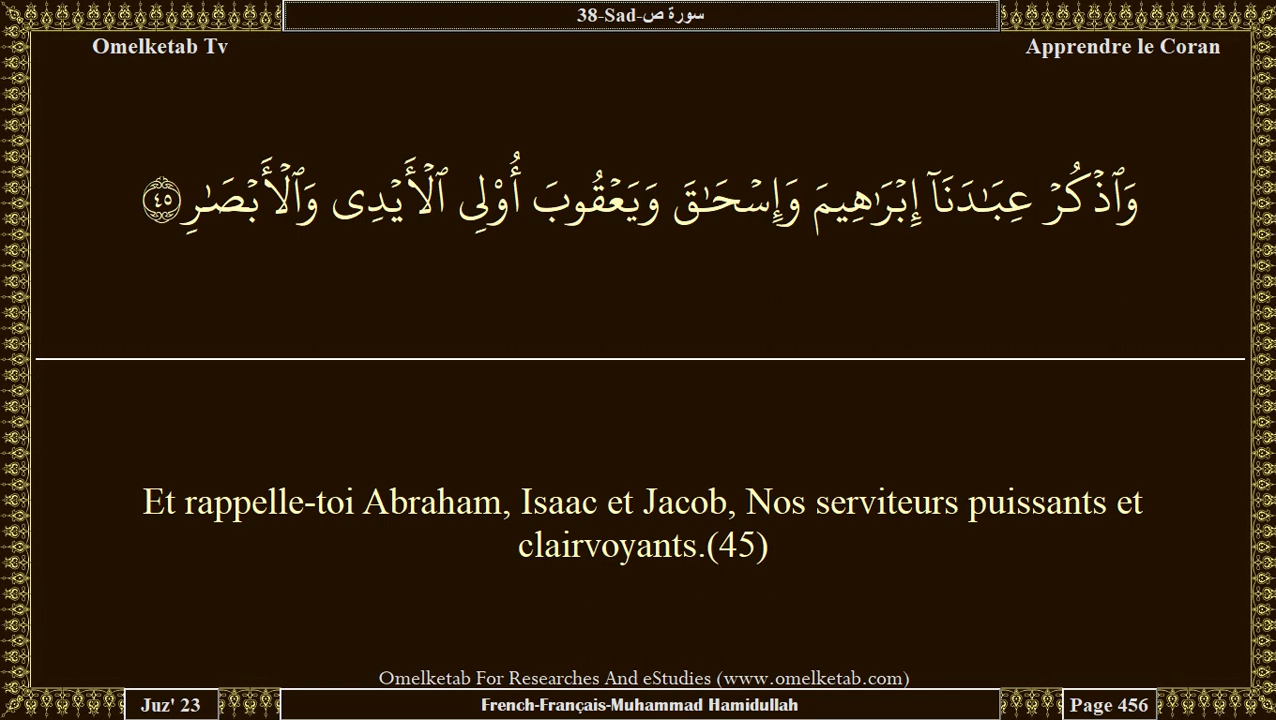 38-Sad-سورة ص
Omelketab Tv
Apprendre le Coran
وَٱذۡكُرۡ عِبَٰدَنَآ إِبۡرَٰهِيمَ وَإِسۡحَٰقَ وَيَعۡقُوبَ أُوْلِي ٱلۡأَيۡدِي وَٱلۡأَبۡصَٰرِ ٤٥
Et rappelle-toi Abraham, Isaac et Jacob, Nos serviteurs puissants et
clairvoyants.(45)
Omelketab For Researches And eStudies (www.omelketab.com)
Juz' 23
French-Français-Muhammad Hamidullah
Page 456